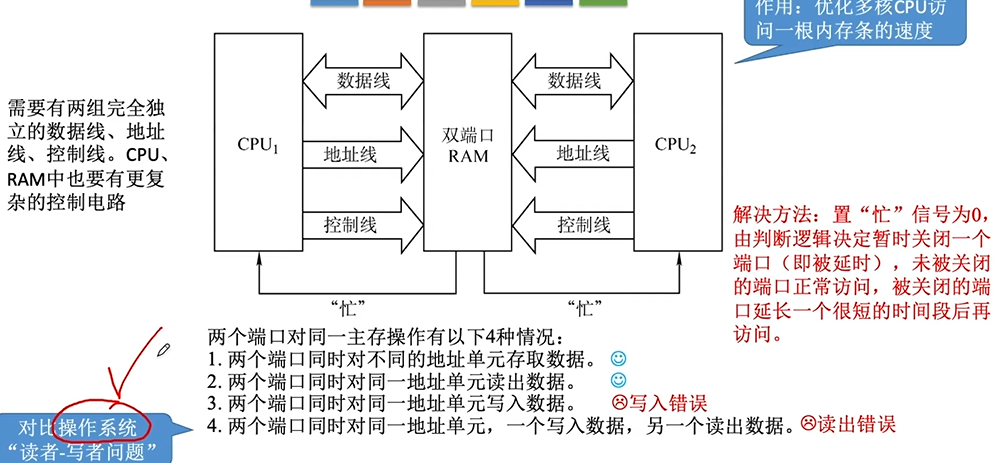 作用：优化多核CPU访
问一根内存条的速度
需要有两组完全独
立的数据线、地址
线、控制线。CPU、
RAM中也要有更复
杂的控制电路
CPU1
数据线
地址线
控制线
双端口
RAM
数据线
地址线
控制线
CPU2
“忙”
“忙”
解决方法：置“忙”信号为0，
由判断逻辑决定暂时关闭一个
端口（即被延时），未被关闭
的端口正常访问，被关闭的端
口延长一个很短的时间段后再
访问。
两个端口对同一主存操作有以下4种情况：
1. 两个端口同时对不同的地址单元存取数据。
2. 两个端口同时对同一地址单元读出数据。
3. 两个端口同时对同一地址单元写入数据。 写入错误
4. 两个端口同时对同一地址单元，一个写入数据，另一个读出数据。 读出错误
对比操作系统
“读者-写者问题”